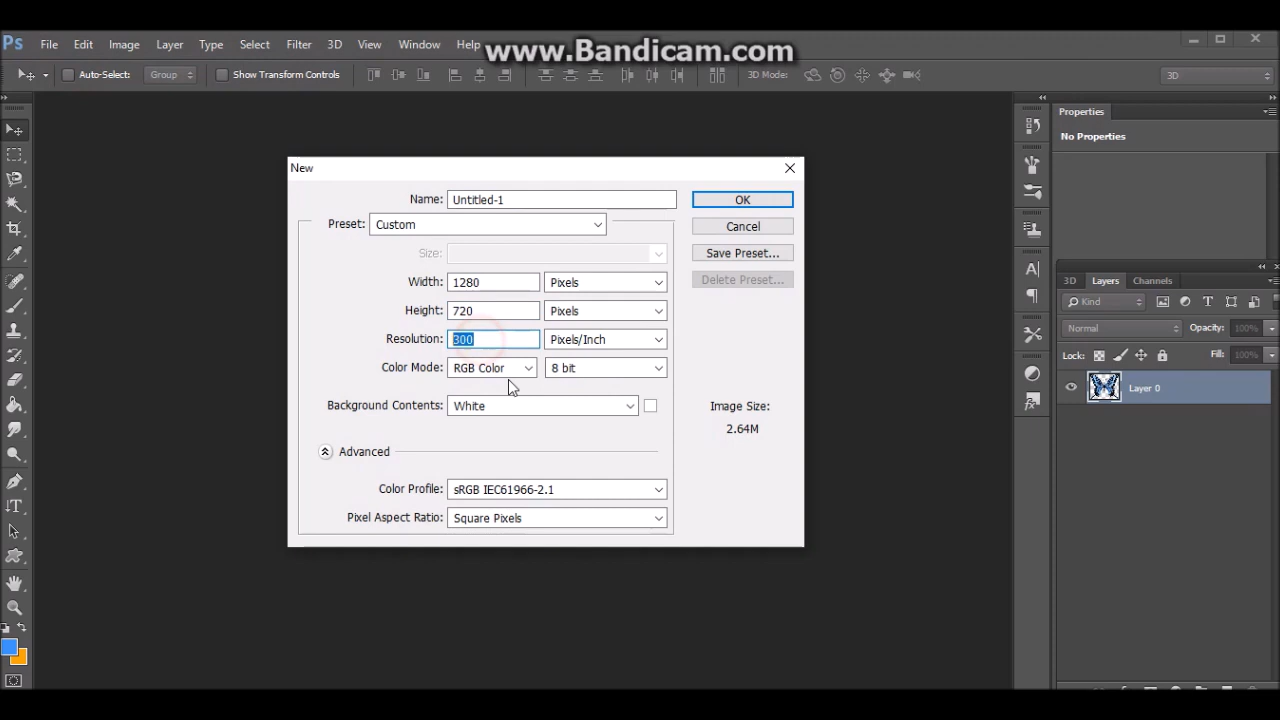 Ps File Edit Image Layer Type Select Filter 3D View Window Help
www.Bandicam.com
Auto-Select: Group Show Transform Controls 3D Mode: 3D
Properties
No Properties
New
Name: Untitled-1 OK
Preset: Custom Cancel
Size: Save Preset...
Width: 1280 Pixels Delete Preset...
Height: 720 Pixels
Resolution: 300 Pixels/Inch
Color Mode: RGB Color 8 bit
Background Contents: White
Image Size:
2.64M
Advanced
Color Profile: sRGB IEC61966-2.1
Pixel Aspect Ratio: Square Pixels
3D Layers Channels
Kind
Normal Opacity: 100%
Lock: Fill: 100%
Layer 0